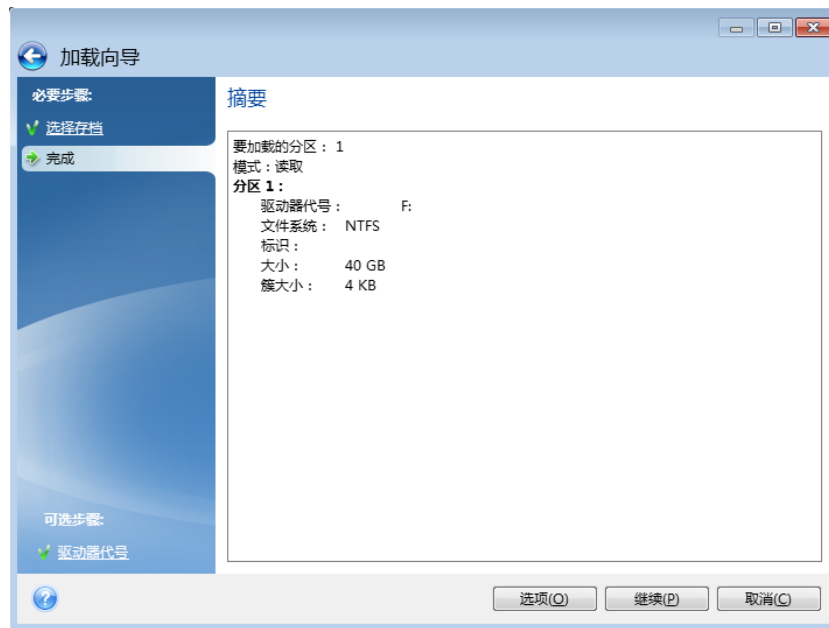 加载向导
必要步骤:
选择存档
完成
可选步骤:
驱动器代号
摘要
要加载的分区： 1
模式：读取
分区 1：
驱动器代号： F:
文件系统： NTFS
标识：
大小： 40 GB
簇大小： 4 KB
选项(O)
继续(P)
取消(C)